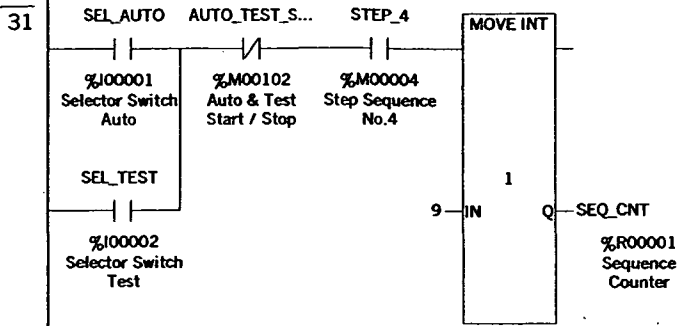 31
SEL_AUTO AUTO_TEST_S... STEP_4
MOVE INT
%I00001 %M00102 %M00004
Selector Switch Auto & Test Step Sequence
Auto Start / Stop No.4
SEL_TEST
1
9 IN Q SEQ_CNT
%I00002 %R00001
Selector Switch Sequence
Test Counter